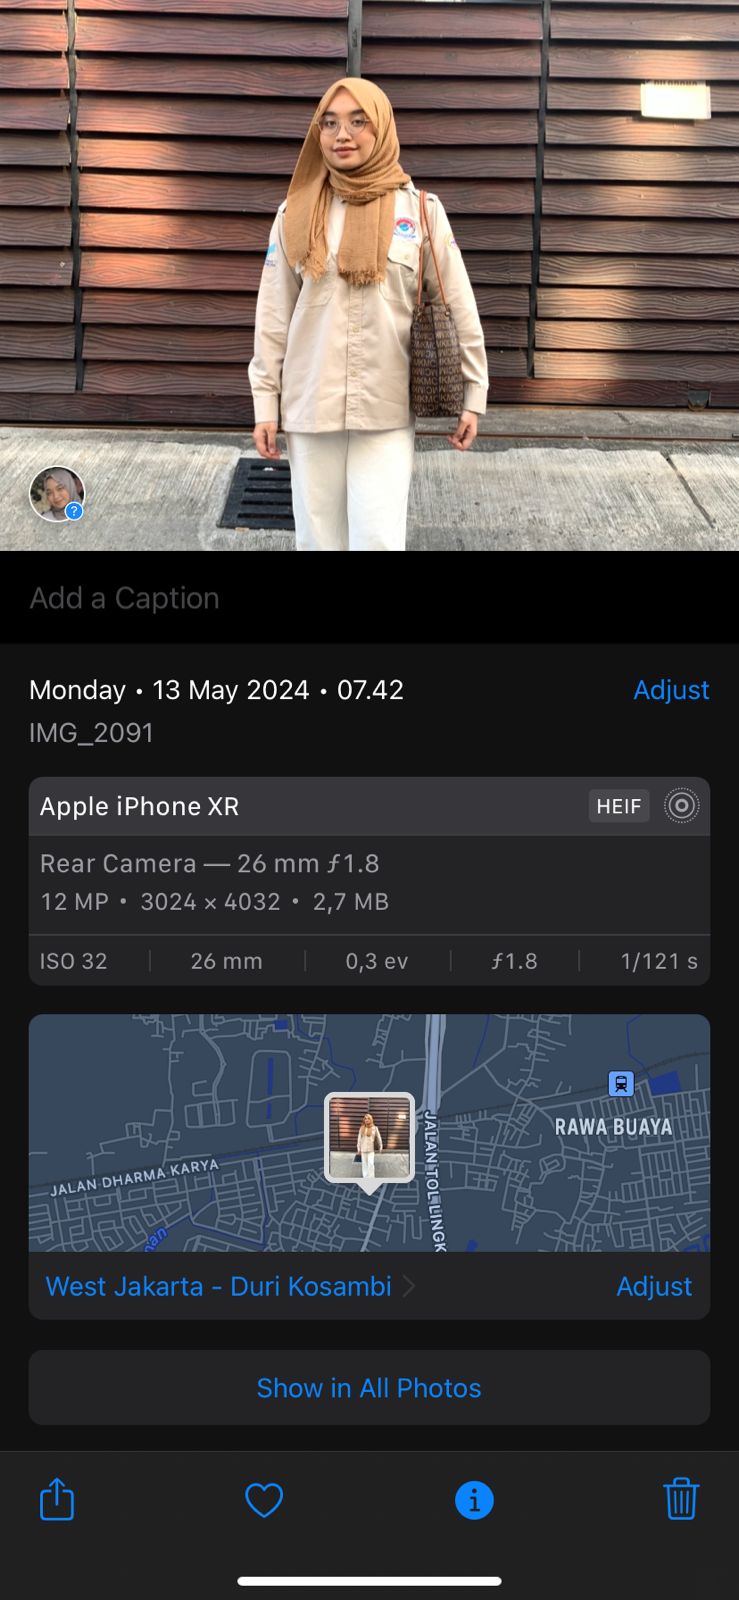 Add a Caption
Monday • 13 May 2024 • 07.42
Adjust
IMG_2091
Apple iPhone XR
HEIF
Rear Camera — 26 mm ƒ1.8
12 MP • 3024 × 4032 • 2,7 MB
ISO 32
26 mm
0,3 ev
ƒ1.8
1/121 s
RAWA BUAYA
JALAN DHARMA KARYA
JALAN TOL LINGK
West Jakarta - Duri Kosambi
Adjust
Show in All Photos